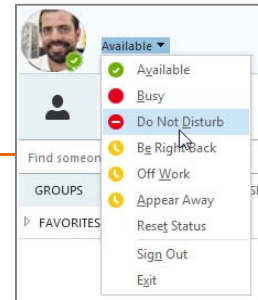 Available
Available
Busy
Do Not Disturb
Be Right Back
Find someon
Off Work
GROUPS
Appear Away
FAVORITES
Reset Status
Sign Out
Exit